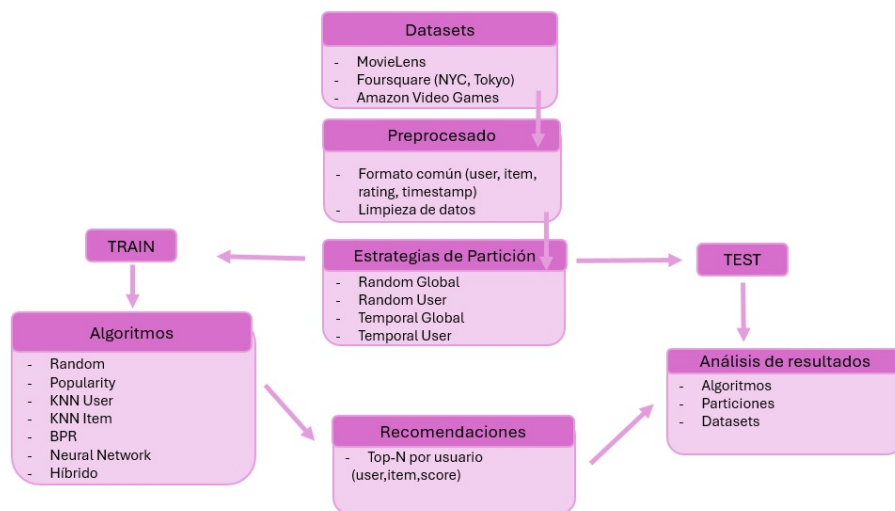 Datasets
- MovieLens
- Foursquare (NYC, Tokyo)
- Amazon Video Games
Preprocesado
- Formato común (user, item,
rating, timestamp)
- Limpieza de datos
TRAIN
Estrategias de Partición
- Random Global
- Random User
- Temporal Global
- Temporal User
TEST
Algoritmos
- Random
- Popularity
- KNN User
- KNN Item
- BPR
- Neural Network
- Híbrido
Recomendaciones
- Top-N por usuario
(user,item,score)
Análisis de resultados
- Algoritmos
- Particiones
- Datasets